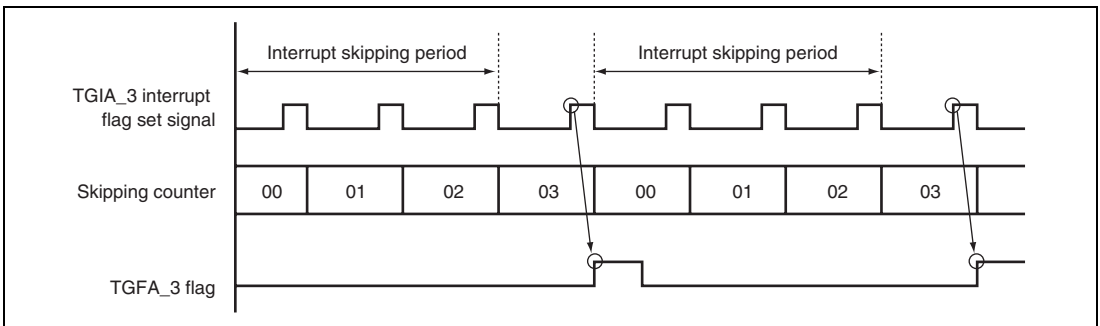 Interrupt skipping period Interrupt skipping period
TGIA_3 interrupt
flag set signal
Skipping counter 00 01 02 03 00 01 02 03
TGFA_3 flag